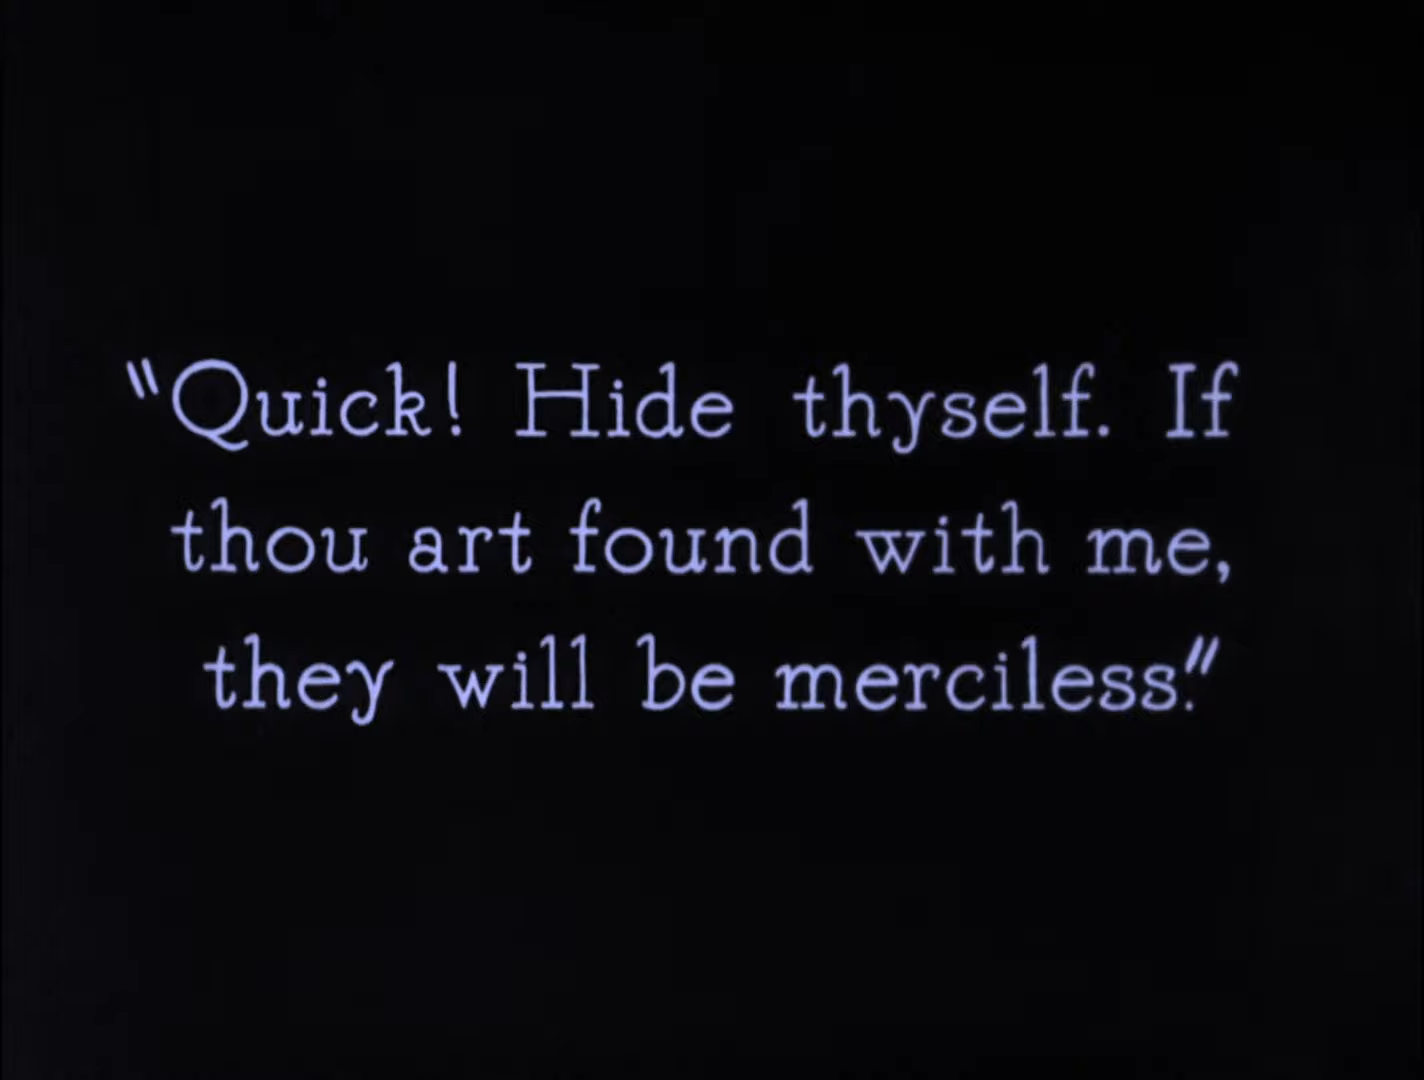 "Quick! Hide thyself. If
thou art found with me,
they will be merciless."